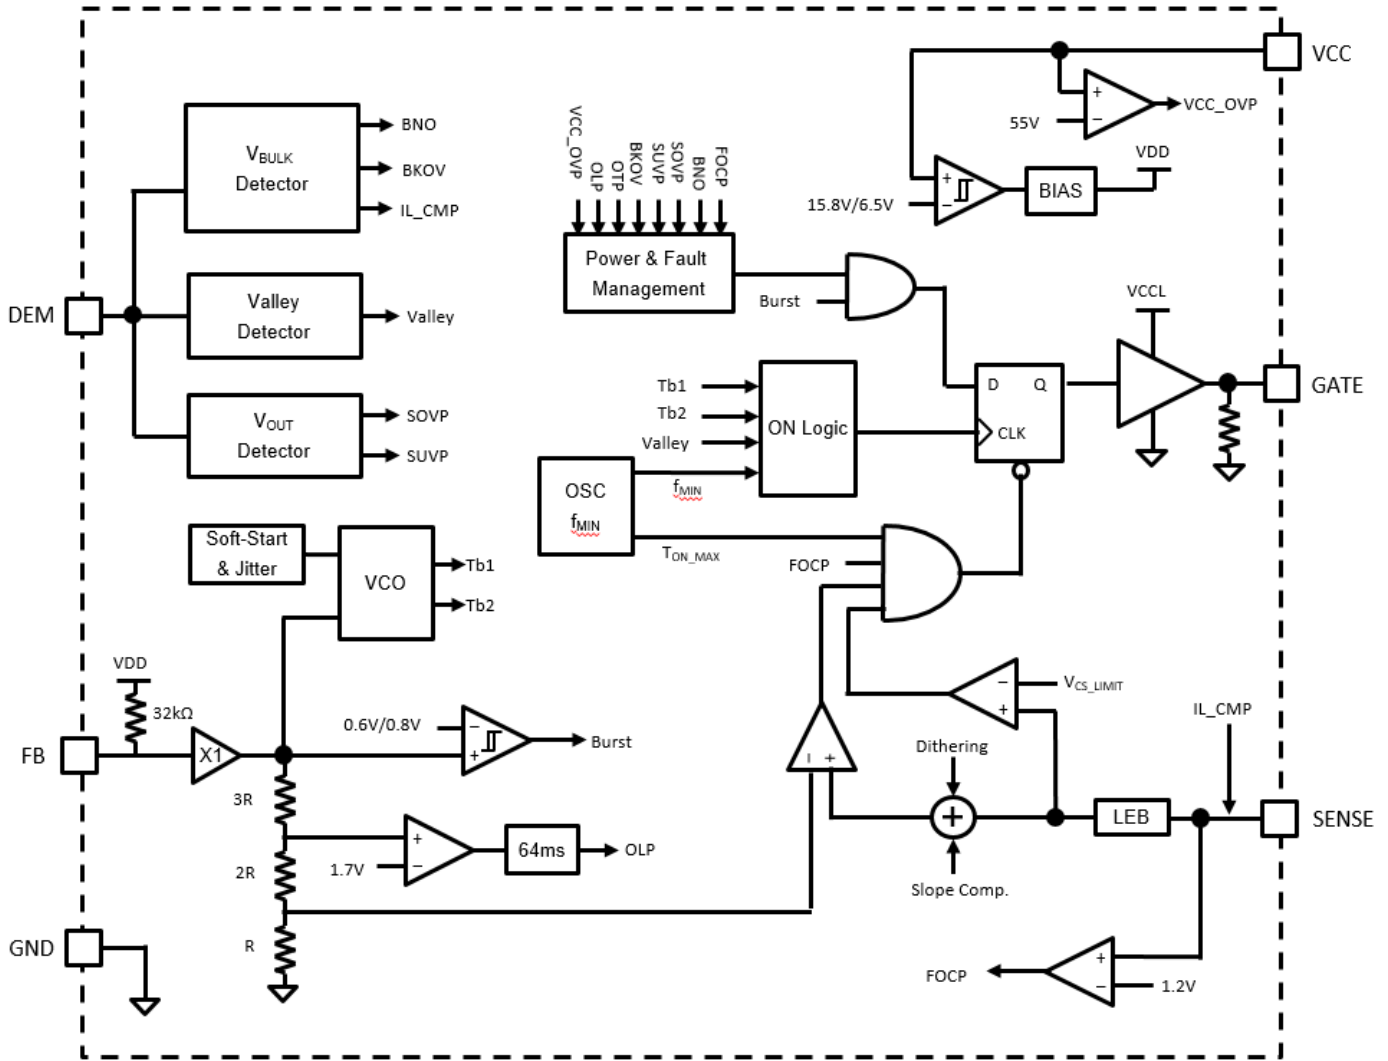 VCC
+
55V
−
VCC_OVP
VBULK
Detector
BNO
BKOV
IL_CMP
VCC_OVP
OLP
OTP
BKOV
SUVP
SOVP
BNO
FOCP
VDD
+
15.8V/6.5V
−
BIAS
Power & Fault
Management
Burst
DEM
Valley
Detector
Valley
VCCL
Tb1
Tb2
Valley
ON Logic
D
Q
CLK
GATE
VOUT
Detector
SOVP
SUVP
OSC
fMIN
fMIN
TON_MAX
FOCP
Soft-Start
& Jitter
VCO
Tb1
Tb2
VDD
32kΩ
FB
X1
0.6V/0.8V
−
+
Burst
−
VCS_LIMIT
+
IL_CMP
Dithering
− +
+
LEB
SENSE
Slope Comp.
3R
+
1.7V
−
64ms
OLP
2R
R
GND
FOCP
+
−
1.2V